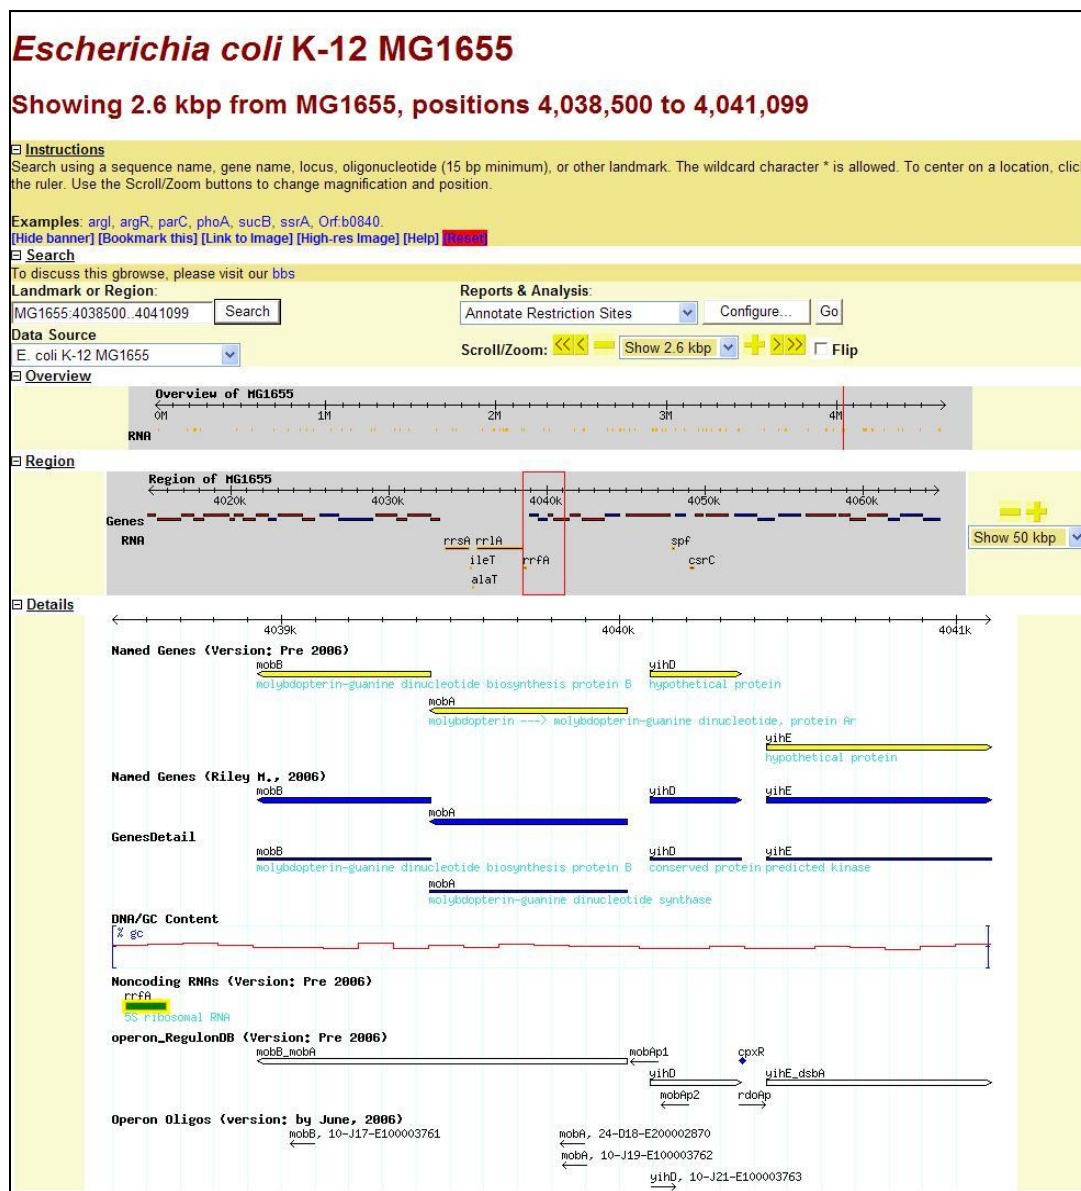 Escherichia coli K-12 MG1655
Showing 2.6 kbp from MG1655, positions 4,038,500 to 4,041,099
Instructions
Search using a sequence name, gene name, locus, oligonucleotide (15 bp minimum), or other landmark. The wildcard character * is allowed. To center on a location, clic
the ruler. Use the Scroll/Zoom buttons to change magnification and position.
Examples: argI, argR, parC, phoA, sucB, ssrA, Orf:b0840.
[Hide banner] [Bookmark this] [Link to Image] [High-res Image] [Help] [Reset]
Search
To discuss this gbrowse, please visit our bbs
Landmark or Region: Reports & Analysis:
MG1655:4038500..4041099 Search Annotate Restriction Sites Configure... Go
Data Source
E. coli K-12 MG1655 Scroll/Zoom: Show 2.6 kbp Flip
Overview
Overview of MG1655
0M 1M 2M 3M 4M
RNA
Region
Region of MG1655
4020k 4030k 4040k 4050k 4060k
Genes
RNA rrsA rrlA spf Show 50 kbp
ileT rrfA csrC
alaT
Details
4039k 4040k 4041k
Named Genes (Version: Pre 2006)
mobB yihD
molybdopterin-guanine dinucleotide biosynthesis protein B hypothetical protein
mobA
molybdopterin ---> molybdopterin-guanine dinucleotide, protein Ar
yihE
hypothetical protein
Named Genes (Riley M., 2006)
mobB yihD yihE
mobA
GenesDetail
mobB yihD yihE
molybdopterin-guanine dinucleotide biosynthesis protein B conserved protein predicted kinase
mobA
molybdopterin-guanine dinucleotide synthase
DNA/GC Content
% gc
Noncoding RNAs (Version: Pre 2006)
rrfA
5S ribosomal RNA
operon_RegulonDB (Version: Pre 2006)
mobB_mobA mobAp1 cpxR
yihD yihE_dsbA
mobAp2 rdoAp
Operon Oligos (version: by June, 2006)
mobB, 10-J17-E100003761 mobA, 24-D18-E200002870
mobA, 10-J19-E100003762
yihD, 10-J21-E100003763